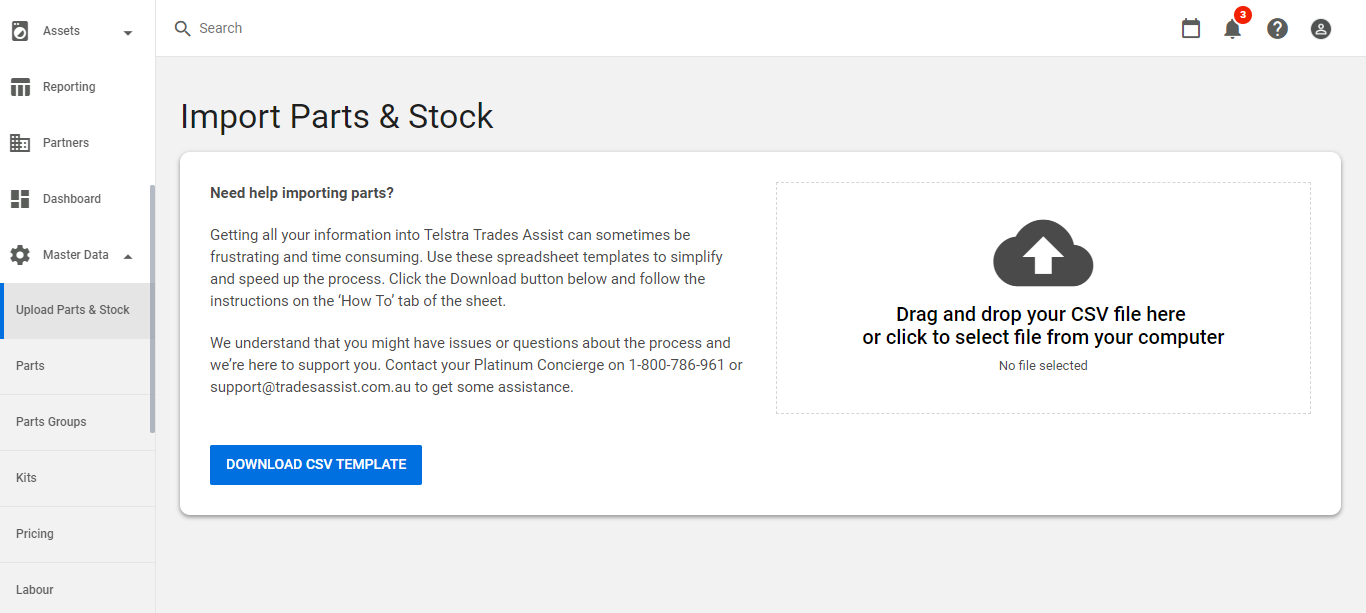 Assets
Reporting
Partners
Dashboard
Master Data
Upload Parts & Stock
Parts
Parts Groups
Kits
Pricing
Labour
Search
3
Import Parts & Stock
Need help importing parts?
Getting all your information into Telstra Trades Assist can sometimes be
frustrating and time consuming. Use these spreadsheet templates to simplify
and speed up the process. Click the Download button below and follow the
instructions on the ‘How To’ tab of the sheet.
We understand that you might have issues or questions about the process and
we’re here to support you. Contact your Platinum Concierge on 1-800-786-961 or
support@tradesassist.com.au to get some assistance.
DOWNLOAD CSV TEMPLATE
Drag and drop your CSV file here
or click to select file from your computer
No file selected